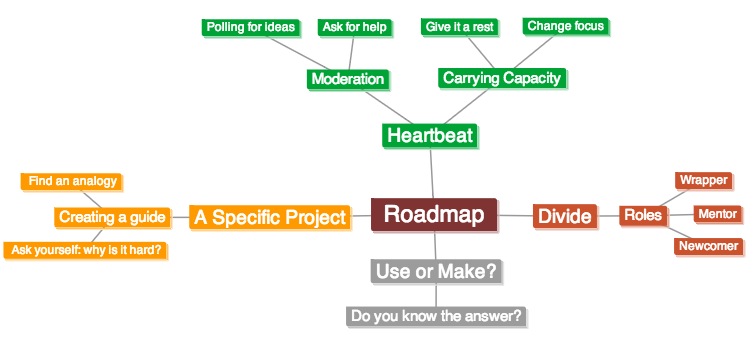 Polling for ideas
Ask for help
Give it a rest
Change focus
Moderation
Carrying Capacity
Heartbeat
Find an analogy
Creating a guide
Ask yourself: why is it hard?
A Specific Project
Roadmap
Divide
Roles
Wrapper
Mentor
Newcomer
Use or Make?
Do you know the answer?